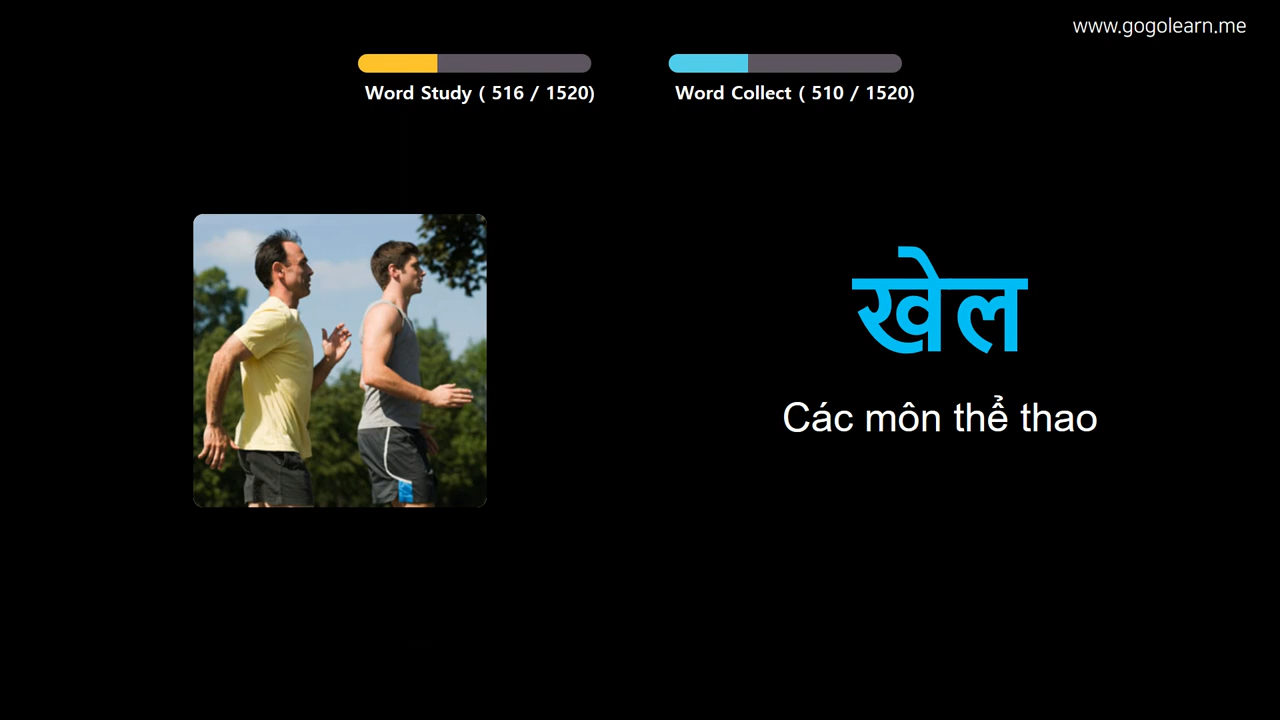 www.gogolearn.me
Word Study ( 516 / 1520)
Word Collect ( 510 / 1520)
खेल
Các môn thể thao